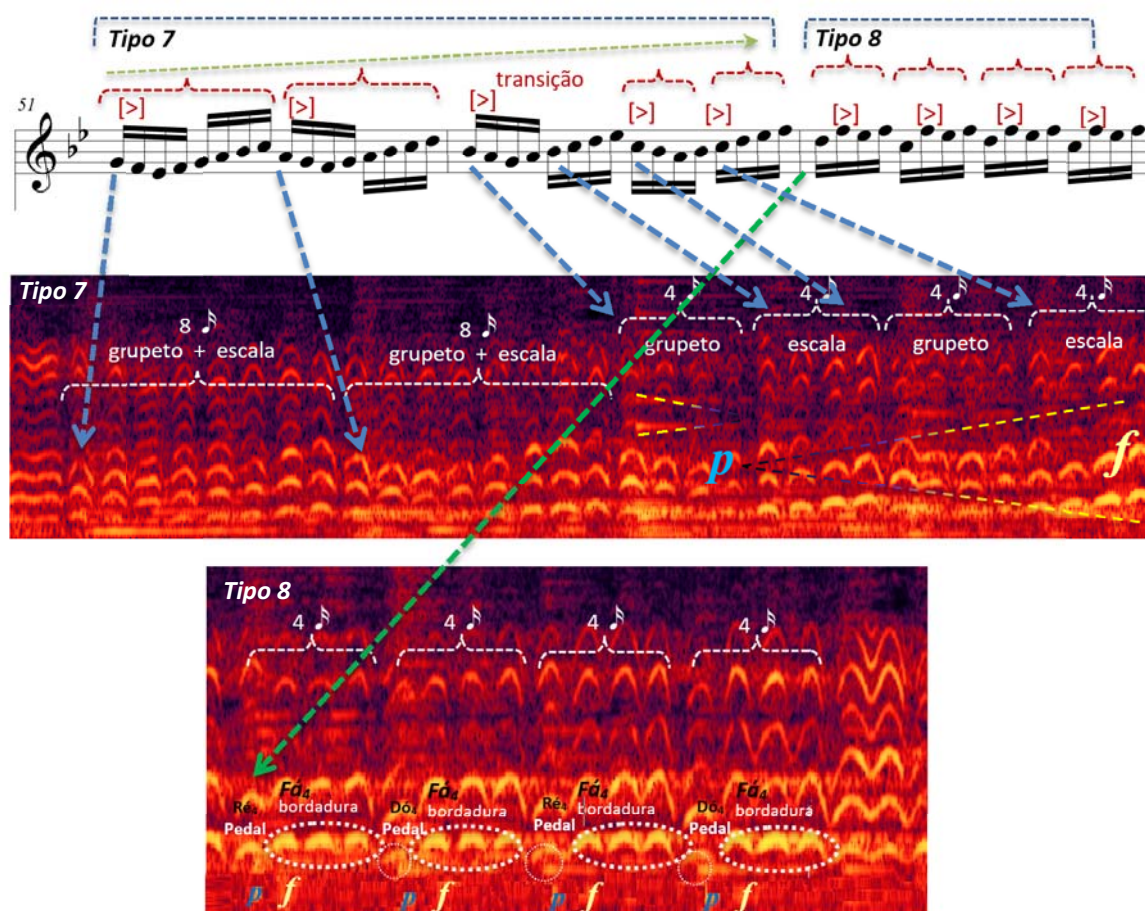 Tipo 7
Tipo 8
transição
51
[>]
[>]
[>]
[>]
[>]
[>]
[>]
[>]
[>]
Tipo 7
8
grupeto + escala
8
grupeto + escala
4
grupeto
4
escala
4
grupeto
4
escala
p
f
Tipo 8
4
4
4
4
Ré4
Pedal
Fá4
bordadura
Dó4
Pedal
Fá4
bordadura
Ré4
Pedal
Fá4
bordadura
Dó4
Pedal
Fá4
bordadura
p f p f p f p f